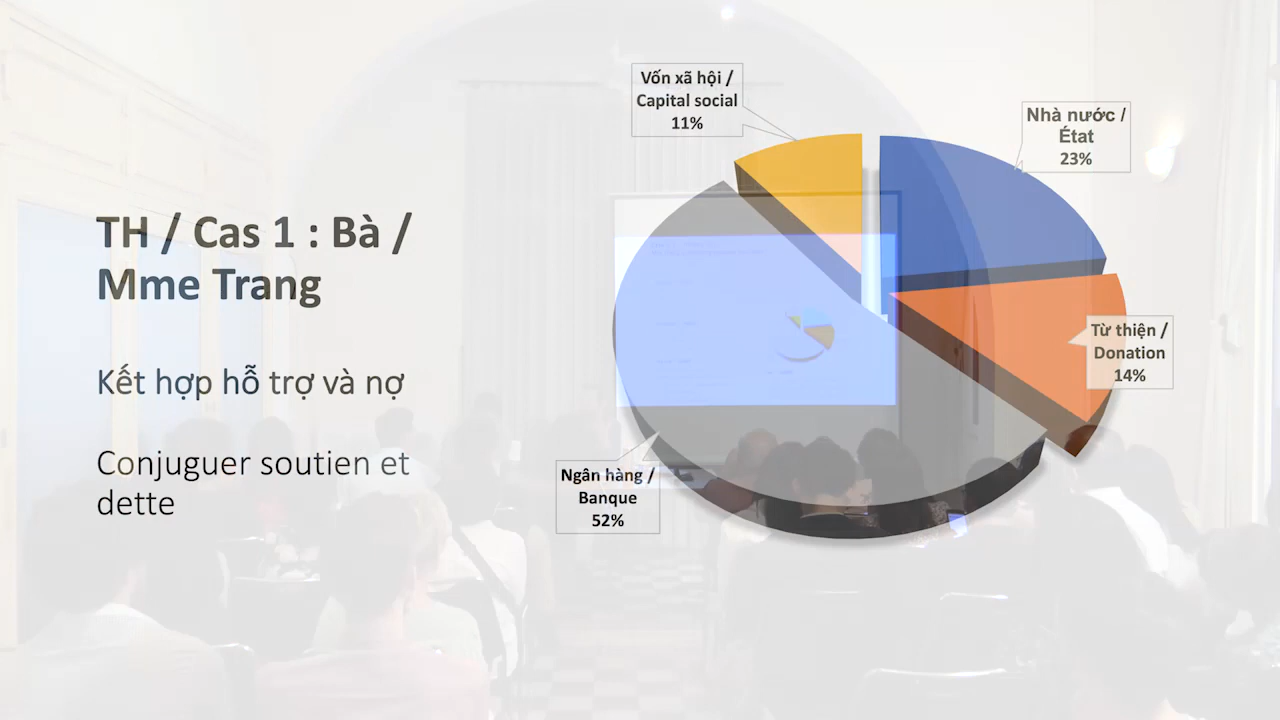 TH / Cas 1 : Bà /
Mme Trang
Kết hợp hỗ trợ và nợ
Conjuguer soutien et
dette
Vốn xã hội /
Capital social
11%
Nhà nước /
État
23%
Từ thiện /
Donation
14%
Ngân hàng /
Banque
52%